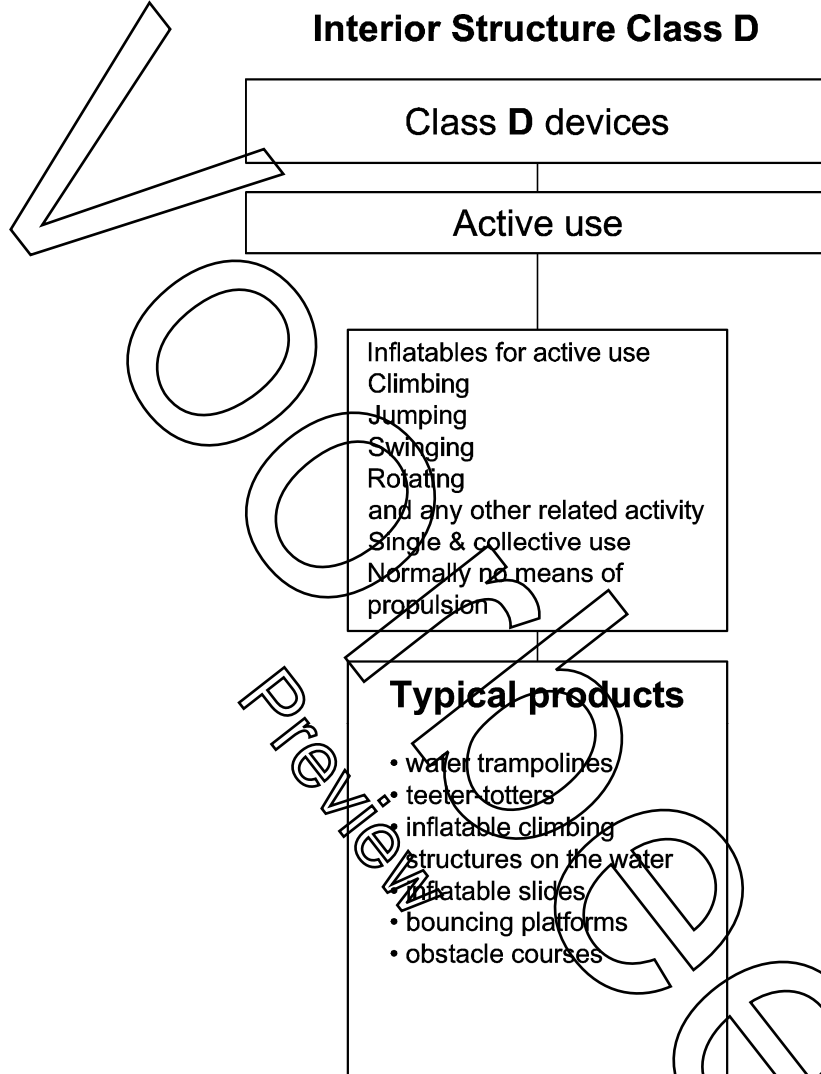 Interior Structure Class D
Class D devices
Active use
Inflatables for active use
Climbing
Jumping
Swinging
Rotating
and any other related activity
Single & collective use
Normally no means of
propulsion
Typical products
• water trampolines
• teeter-totters
• inflatable climbing
structures on the water
• inflatable slides
• bouncing platforms
• obstacle courses
Voorbee
Preview